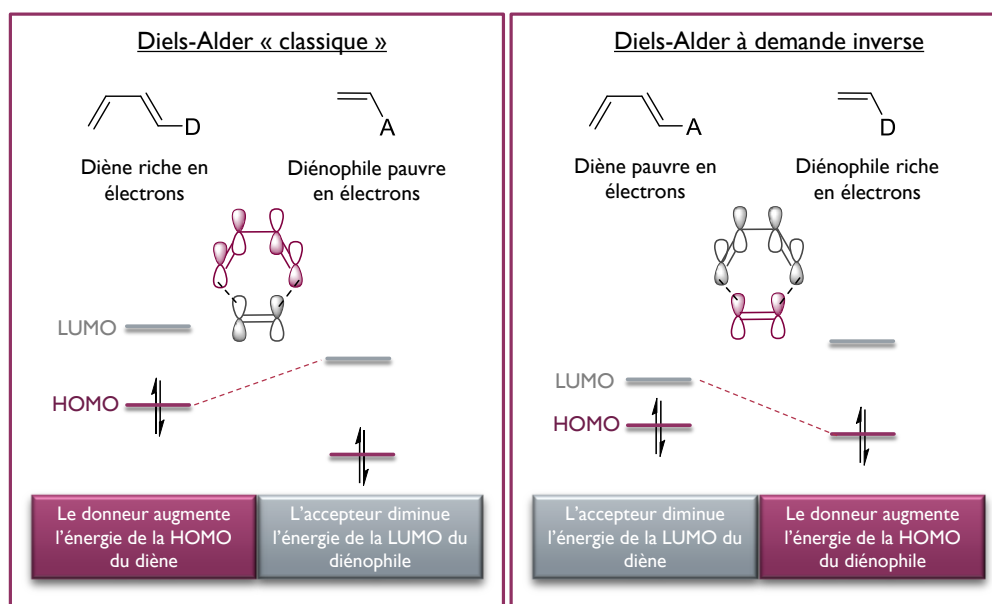 Diels-Alder « classique »
D
A
Diène riche en
électrons
Diénophile pauvre
en électrons
LUMO
HOMO
Le donneur augmente
l'énergie de la HOMO
du diène
L'accepteur diminue
l'énergie de la LUMO du
diénophile
Diels-Alder à demande inverse
A
D
Diène pauvre en
électrons
Diénophile riche
en électrons
LUMO
HOMO
L'accepteur diminue
l'énergie de la LUMO du
diène
Le donneur augmente
l'énergie de la HOMO
du diénophile